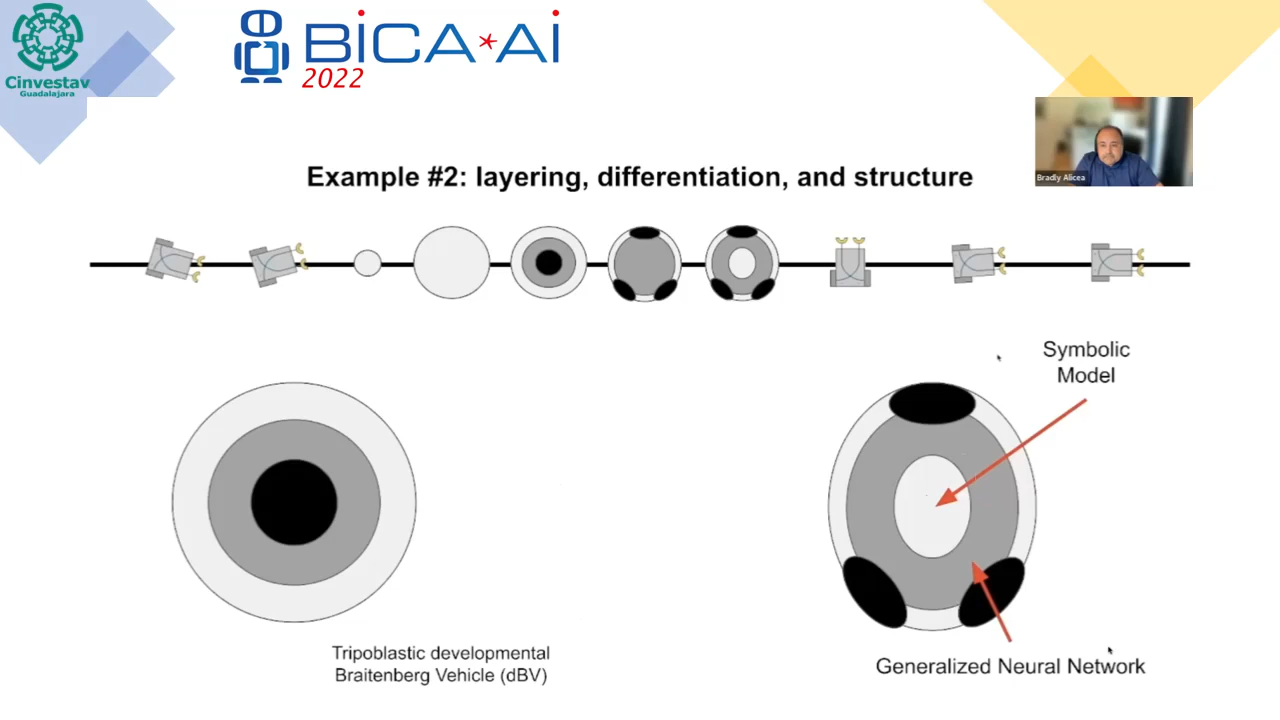 Cinvestav
Guadalajara
BiCA*Ai
2022
Bradly Alicea
Example #2: layering, differentiation, and structure
Symbolic
Model
Tripoblastic developmental
Braitenberg Vehicle (dBV)
Generalized Neural Network